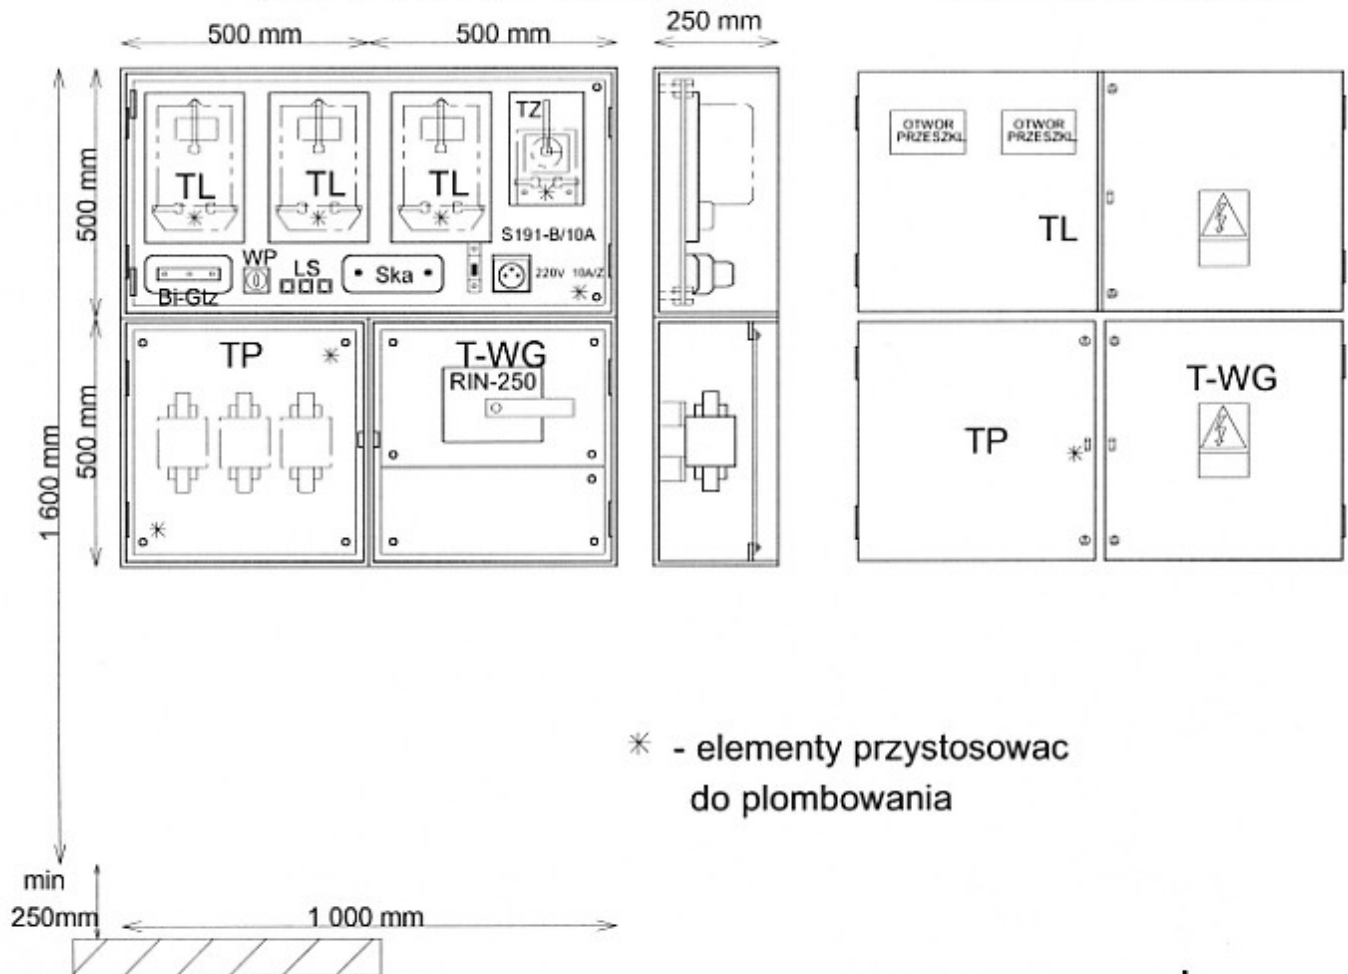 500 mm
500 mm
250 mm
500 mm
500 mm
1 600 mm
TL
TL
TL
TZ
S191-B/10A
Bi-Gtz
WP
LS
Ska
220V 10A/Z
TP
T-WG
RIN-250
OTWOR
PRZESZKL.
OTWOR
PRZESZKL.
TL
TP
T-WG
* - elementy przystosowac
do plombowania
min
250mm
1 000 mm